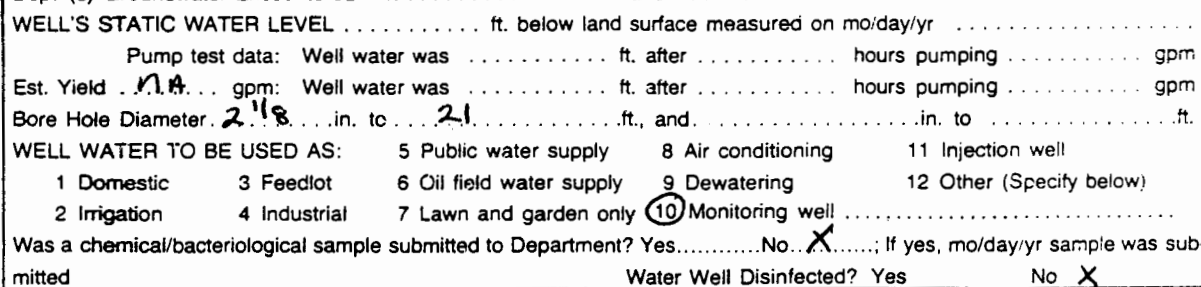 WELL'S STATIC WATER LEVEL ............ ft. below land surface measured on mo/day/yr ....................
Pump test data: Well water was ............ ft. after ............ hours pumping ............ gpm
Est. Yield ..n.A... gpm: Well water was ............ ft. after ............ hours pumping ............ gpm
Bore Hole Diameter. 2 1/8 ....in. to ....21.............ft., and....................in. to ....................ft.
WELL WATER TO BE USED AS: 5 Public water supply 8 Air conditioning 11 Injection well
1 Domestic 3 Feedlot 6 Oil field water supply 9 Dewatering 12 Other (Specify below)
2 Irrigation 4 Industrial 7 Lawn and garden only 10 Monitoring well ................................
Was a chemical/bacteriological sample submitted to Department? Yes............No...X......; If yes, mo/day/yr sample was sub-
mitted Water Well Disinfected? Yes No X